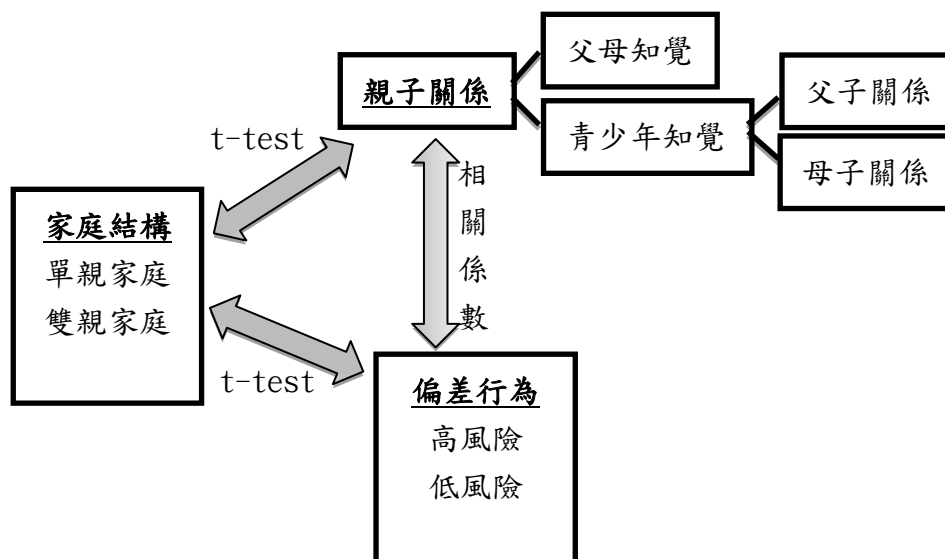 父母知覺
親子關係
青少年知覺
父子關係
母子關係
t-test
相關係數
家庭結構
單親家庭
雙親家庭
t-test
偏差行為
高風險
低風險